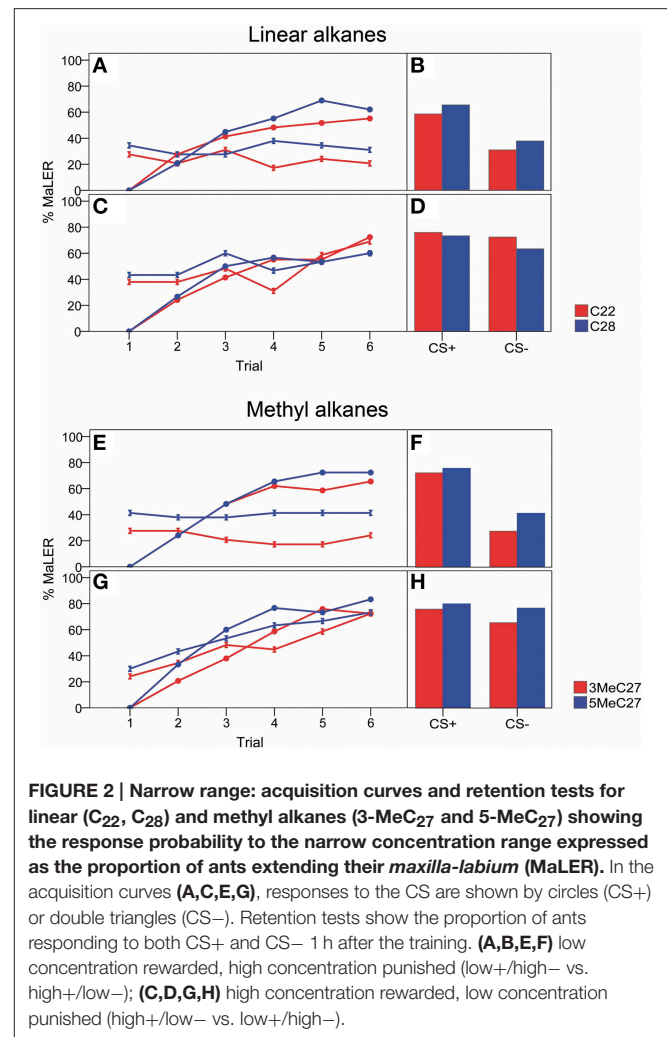 Linear alkanes
A
B
100
80
60
40
20
0
% MaLER
C
D
100
80
60
40
20
0
1 2 3 4 5 6
Trial
CS+ CS-
C22
C28
Methyl alkanes
E
F
100
80
60
40
20
0
% MaLER
G
H
100
80
60
40
20
0
1 2 3 4 5 6
Trial
CS+ CS-
3MeC27
5MeC27
FIGURE 2 | Narrow range: acquisition curves and retention tests for
linear (C22, C28) and methyl alkanes (3-MeC27 and 5-MeC27) showing
the response probability to the narrow concentration range expressed
as the proportion of ants extending their maxilla-labium (MaLER). In the
acquisition curves (A,C,E,G), responses to the CS are shown by circles (CS+)
or double triangles (CS−). Retention tests show the proportion of ants
responding to both CS+ and CS− 1 h after the training. (A,B,E,F) low
concentration rewarded, high concentration punished (low+/high− vs.
high+/low−); (C,D,G,H) high concentration rewarded, low concentration
punished (high+/low− vs. low+/high−).